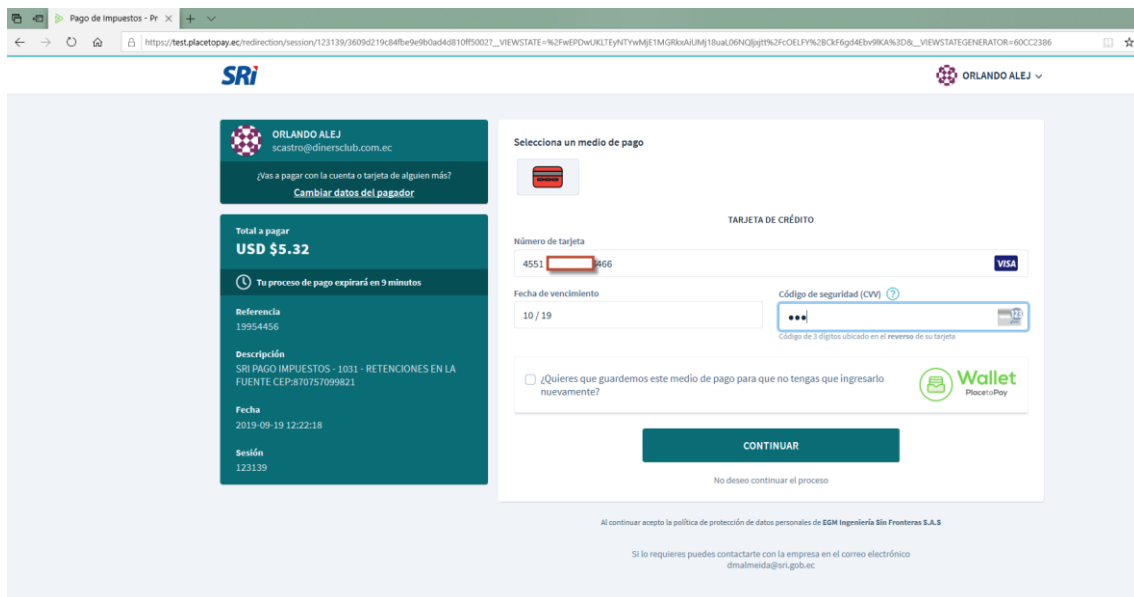 Pago de Impuestos - Pr
https://test.placetopay.ec/redirection/session/123139/3609d219c84fbe9e9b0ad4d810ff5002?__VIEWSTATE=
SRi
ORLANDO ALEJ
ORLANDO ALEJ
scastro@dinersclub.com.ec
¿Vas a pagar con la cuenta o tarjeta de alguien más?
Cambiar datos del pagador
Total a pagar
USD $5.32
Tu proceso de pago expirará en 9 minutos
Referencia
19954456
Descripción
SRI PAGO IMPUESTOS - 1031 - RETENCIONES EN LA
FUENTE CEP:870757099821
Fecha
2019-09-19 12:22:18
Sesión
123139
Selecciona un medio de pago
TARJETA DE CRÉDITO
Número de tarjeta
4551 466
VISA
Fecha de vencimiento
Código de seguridad (CVV) ?
10 / 19
•••
123
Código de 3 dígitos ubicado en el reverso de su tarjeta
¿Quieres que guardemos este medio de pago para que no tengas que ingresarlo
nuevamente?
Wallet
PlacetoPay
CONTINUAR
No deseo continuar el proceso
Al continuar acepto la política de protección de datos personales de EGM Ingeniería Sin Fronteras S.A.S
Si lo requieres puedes contactarte con la empresa en el correo electrónico
dmalmeida@sri.gob.ec